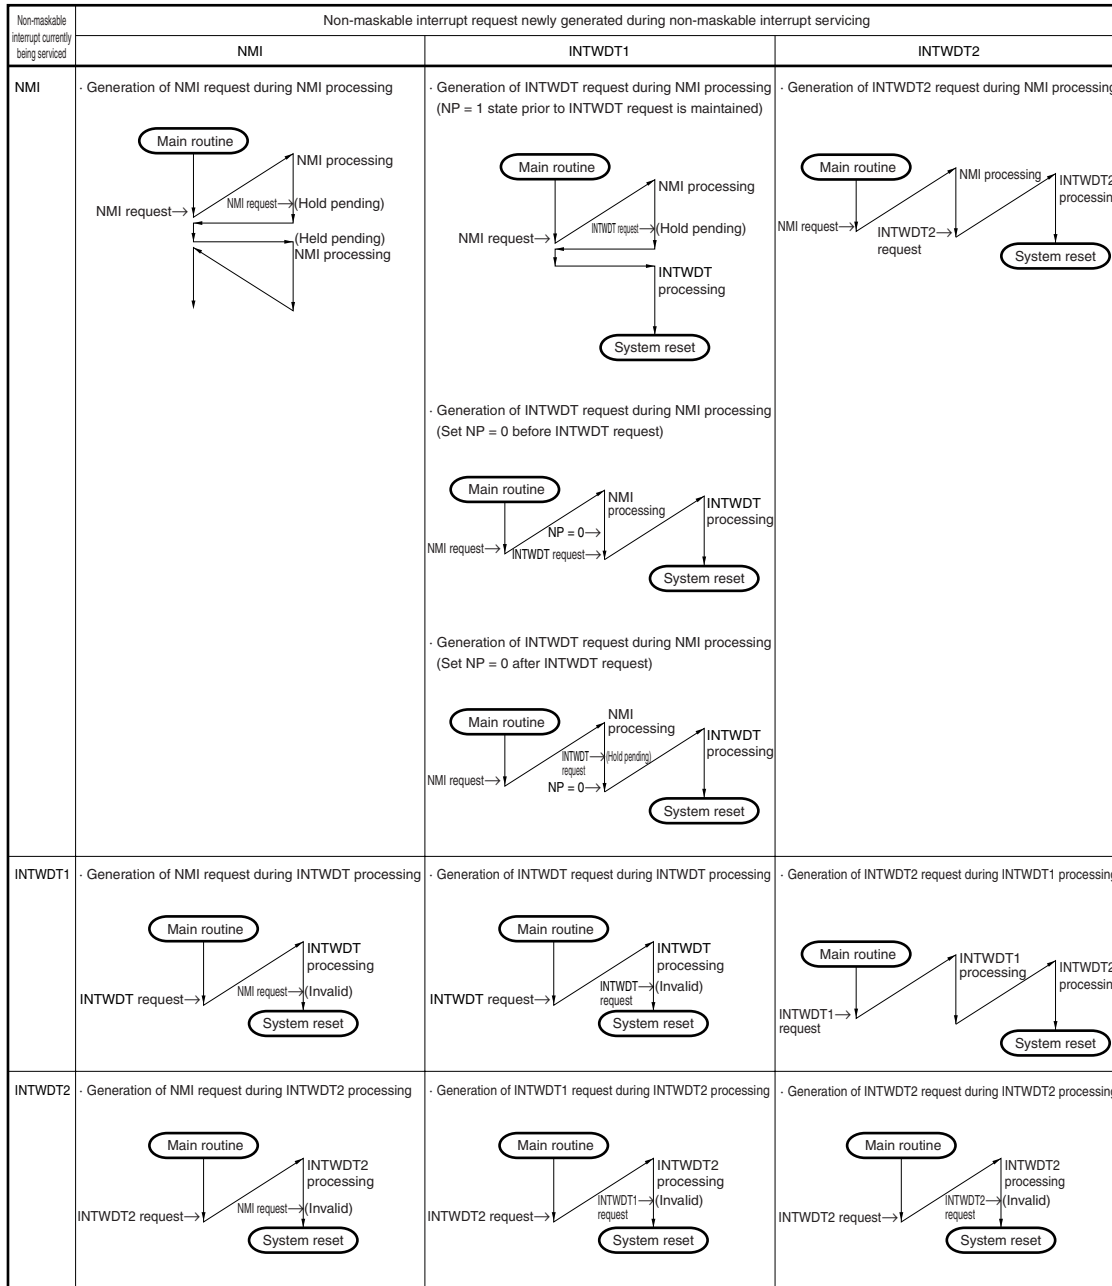 Non-maskable
interrupt currently
being serviced
Non-maskable interrupt request newly generated during non-maskable interrupt servicing
NMI
INTWDT1
INTWDT2
NMI
· Generation of NMI request during NMI processing
Main routine
NMI processing
NMI request→
NMI request→(Hold pending)
(Held pending)
NMI processing
· Generation of INTWDT request during NMI processing
(NP = 1 state prior to INTWDT request is maintained)
Main routine
NMI processing
NMI request→
INTWDT request→(Hold pending)
INTWDT
processing
System reset
· Generation of INTWDT request during NMI processing
(Set NP = 0 before INTWDT request)
Main routine
NMI
processing
INTWDT
processing
NP = 0→
NMI request→
INTWDT request→
System reset
· Generation of INTWDT request during NMI processing
(Set NP = 0 after INTWDT request)
Main routine
NMI
processing
INTWDT
processing
INTWDT→(Hold pending)
request
NMI request→
NP = 0→
System reset
· Generation of INTWDT2 request during NMI processing
Main routine
NMI processing
INTWDT2
processin
NMI request→
INTWDT2→
request
System reset
INTWDT1
· Generation of NMI request during INTWDT processing
Main routine
INTWDT
processing
INTWDT request→
NMI request→(Invalid)
System reset
· Generation of INTWDT request during INTWDT processing
Main routine
INTWDT
processing
INTWDT request→
INTWDT→(Invalid)
request
System reset
· Generation of INTWDT2 request during INTWDT1 processing
Main routine
INTWDT1
processing
INTWDT2
processin
INTWDT1→
request
System reset
INTWDT2
· Generation of NMI request during INTWDT2 processing
Main routine
INTWDT2
processing
INTWDT2 request→
NMI request→(Invalid)
System reset
· Generation of INTWDT1 request during INTWDT2 processing
Main routine
INTWDT2
processing
INTWDT2 request→
INTWDT1→(Invalid)
request
System reset
· Generation of INTWDT2 request during INTWDT2 processing
Main routine
INTWDT2
processing
INTWDT2 request→
INTWDT2→(Invalid)
request
System reset